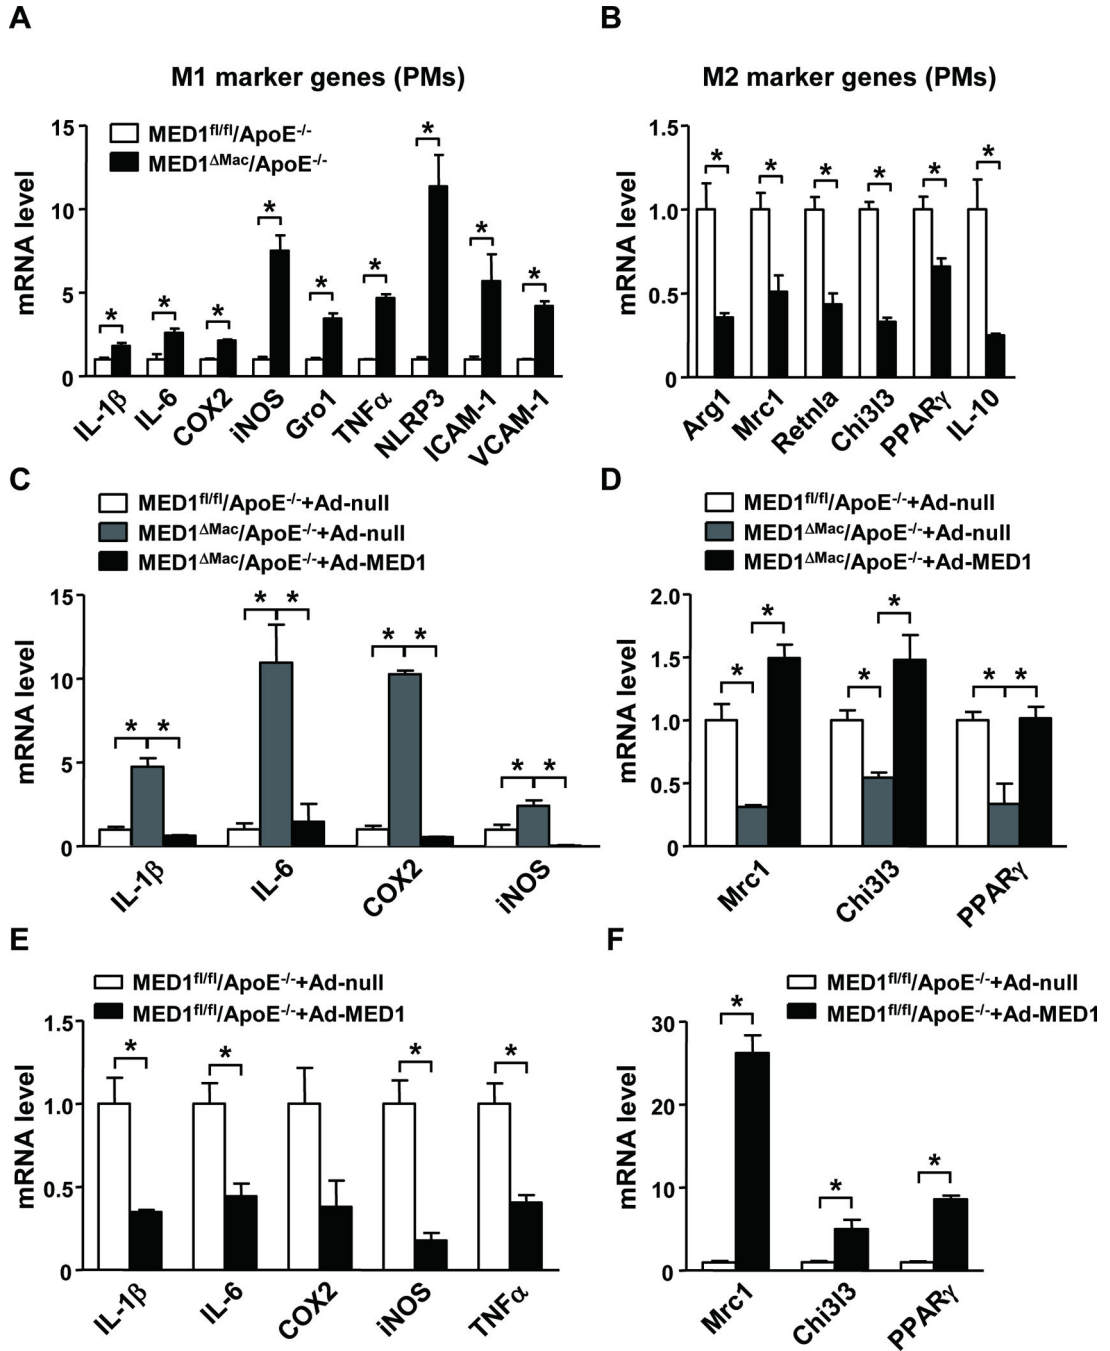 A
M1 marker genes (PMs)
MED1fl/fl/ApoE-/-
MED1ΔMac/ApoE-/-
mRNA level
15
10
5
0
* * * * * * * * *
IL-1β IL-6 COX2 iNOS Gro1 TNFα NLRP3 ICAM-1 VCAM-1
B
M2 marker genes (PMs)
mRNA level
1.5
1.0
0.5
0
* * * * * *
Arg1 Mrc1 Retnla Chi3l3 PPARγ IL-10
C
MED1fl/fl/ApoE-/-+Ad-null
MED1ΔMac/ApoE-/-+Ad-null
MED1ΔMac/ApoE-/-+Ad-MED1
mRNA level
15
10
5
0
* * * * * * * *
IL-1β IL-6 COX2 iNOS
D
MED1fl/fl/ApoE-/-+Ad-null
MED1ΔMac/ApoE-/-+Ad-null
MED1ΔMac/ApoE-/-+Ad-MED1
mRNA level
2.0
1.5
1.0
0.5
0
* * * * * *
Mrc1 Chi3l3 PPARγ
E
MED1fl/fl/ApoE-/-+Ad-null
MED1fl/fl/ApoE-/-+Ad-MED1
mRNA level
1.5
1.0
0.5
0
* * * *
IL-1β IL-6 COX2 iNOS TNFα
F
MED1fl/fl/ApoE-/-+Ad-null
MED1fl/fl/ApoE-/-+Ad-MED1
mRNA level
30
20
10
0
* * *
Mrc1 Chi3l3 PPARγ